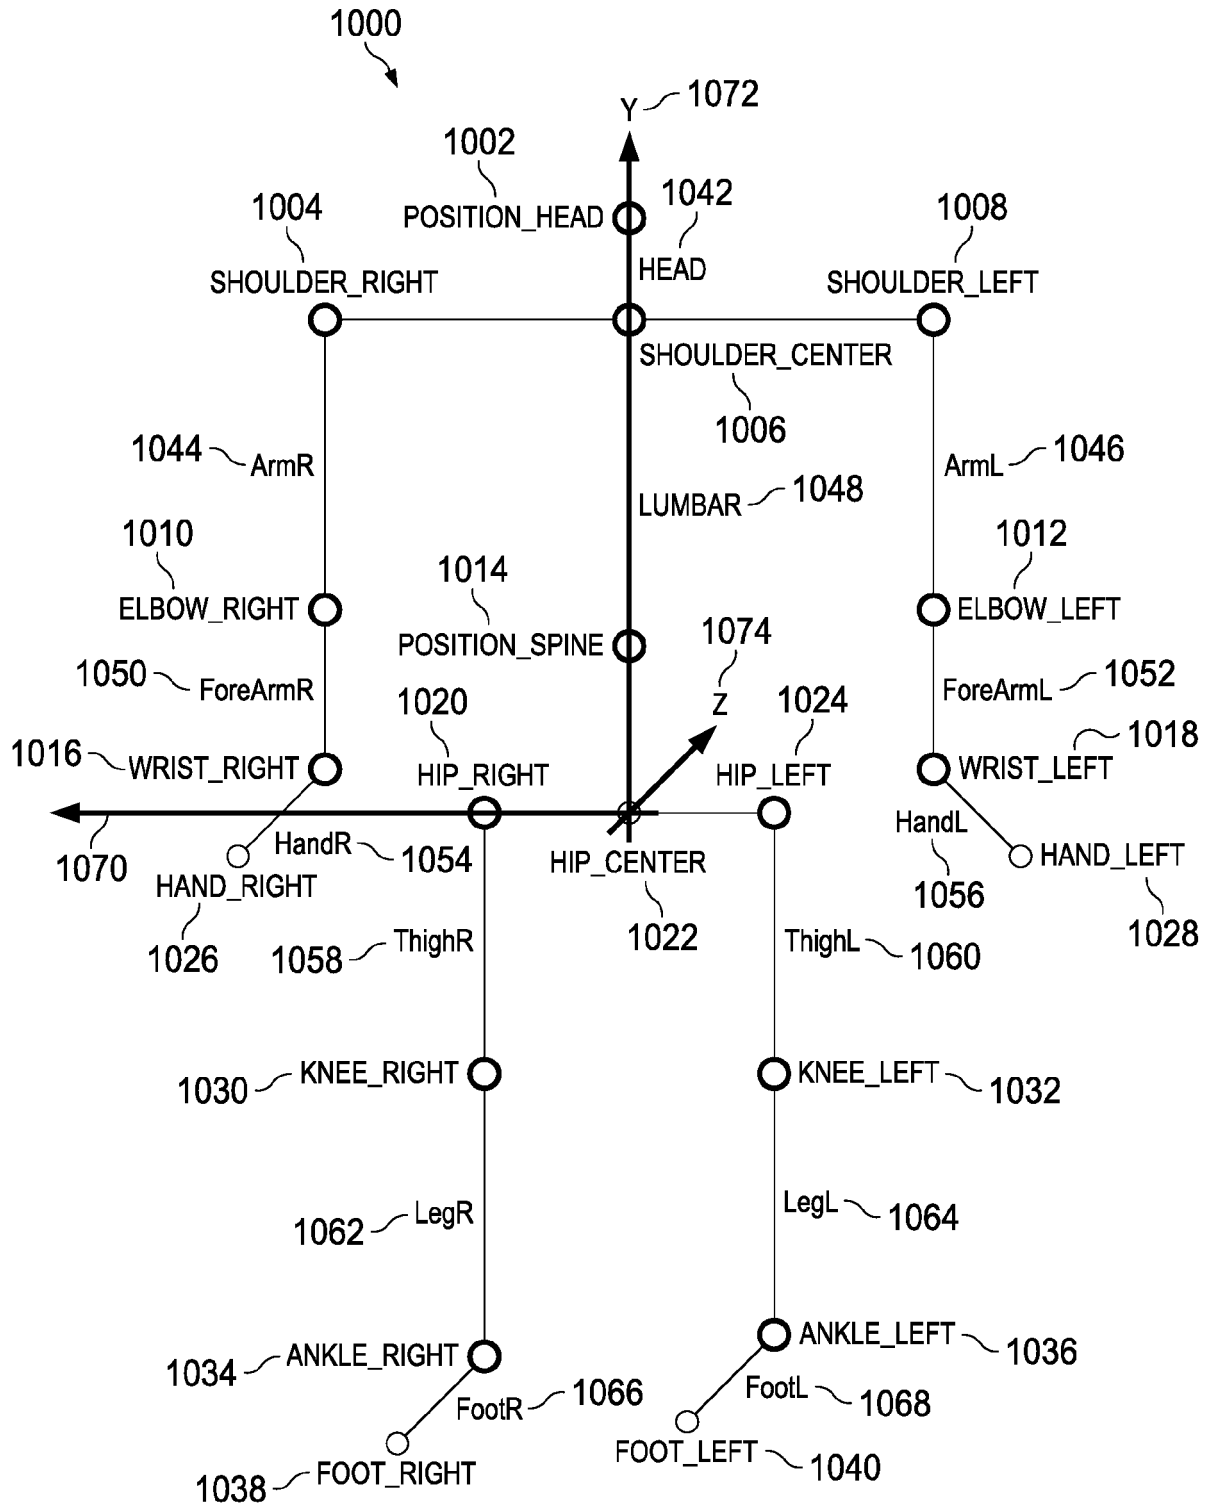 1000
Y 1072
1002
1042
POSITION_HEAD
1004
1008
HEAD
SHOULDER_RIGHT
SHOULDER_LEFT
SHOULDER_CENTER
1006
1044 ArmR
ArmL 1046
LUMBAR 1048
1010
1012
1014
ELBOW_RIGHT
ELBOW_LEFT
POSITION_SPINE
1074
1050 ForeArmR
1020
Z
1024
ForeArmL 1052
1016 WRIST_RIGHT
HIP_RIGHT
HIP_LEFT
WRIST_LEFT 1018
1070
HandR 1054
HandL
HAND_LEFT
HIP_CENTER
HAND_RIGHT
1056
1026
1022
1028
1058 ThighR
ThighL 1060
1030 KNEE_RIGHT
KNEE_LEFT 1032
1062 LegR
LegL 1064
1034 ANKLE_RIGHT
ANKLE_LEFT 1036
FootR 1066
FootL 1068
1038 FOOT_RIGHT
FOOT_LEFT 1040